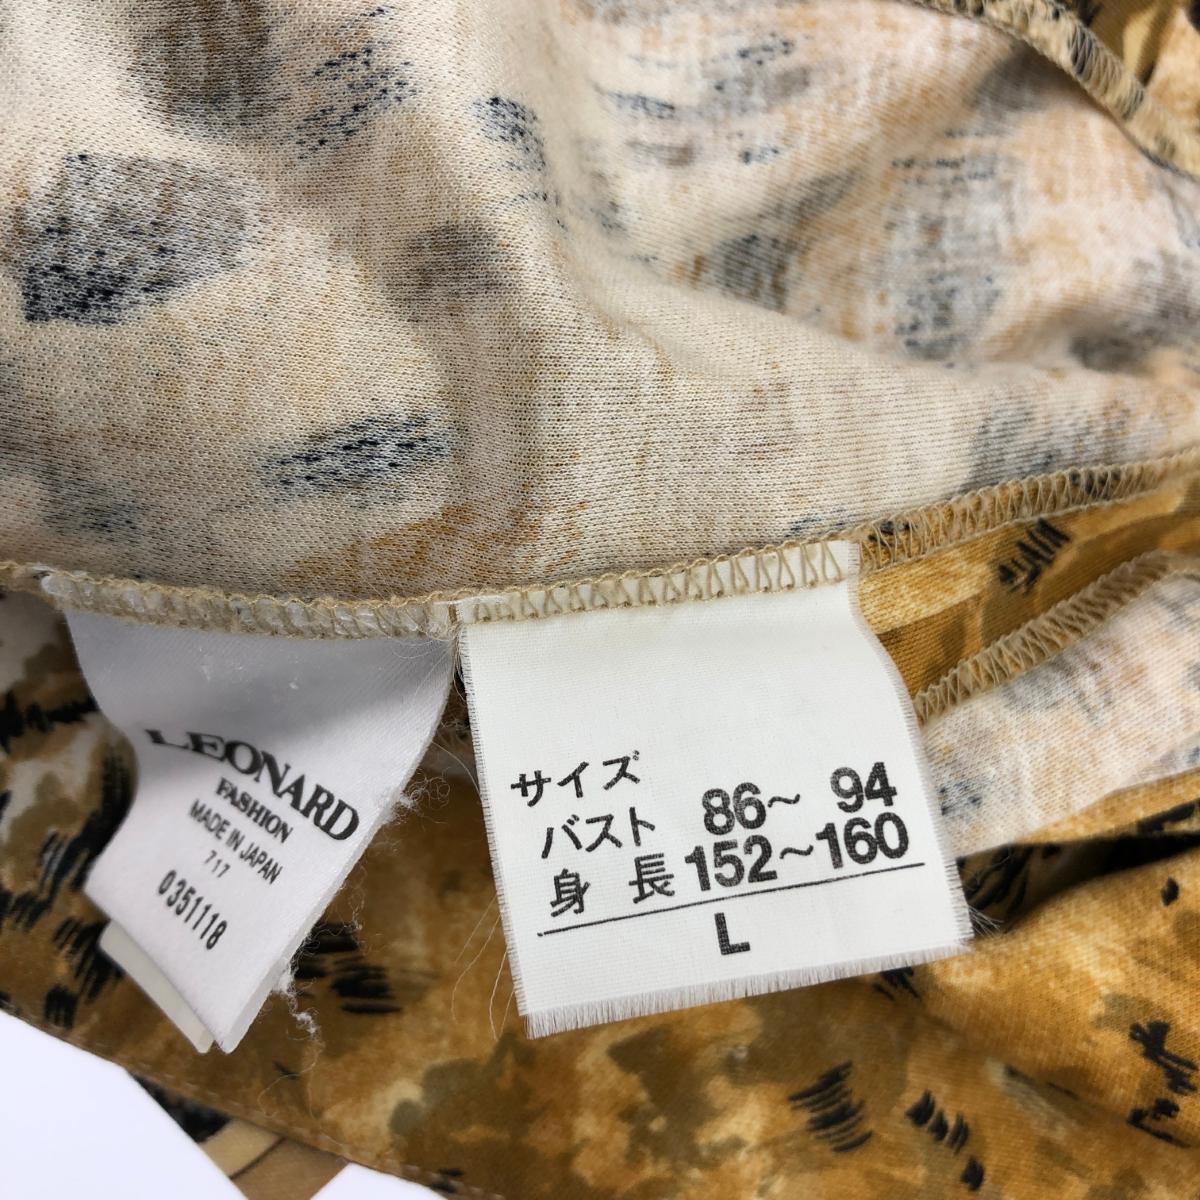 LEONARD
FASHION
MADE IN JAPAN
717
0351118
サイズ
バスト 86～94
身長 152～160
L